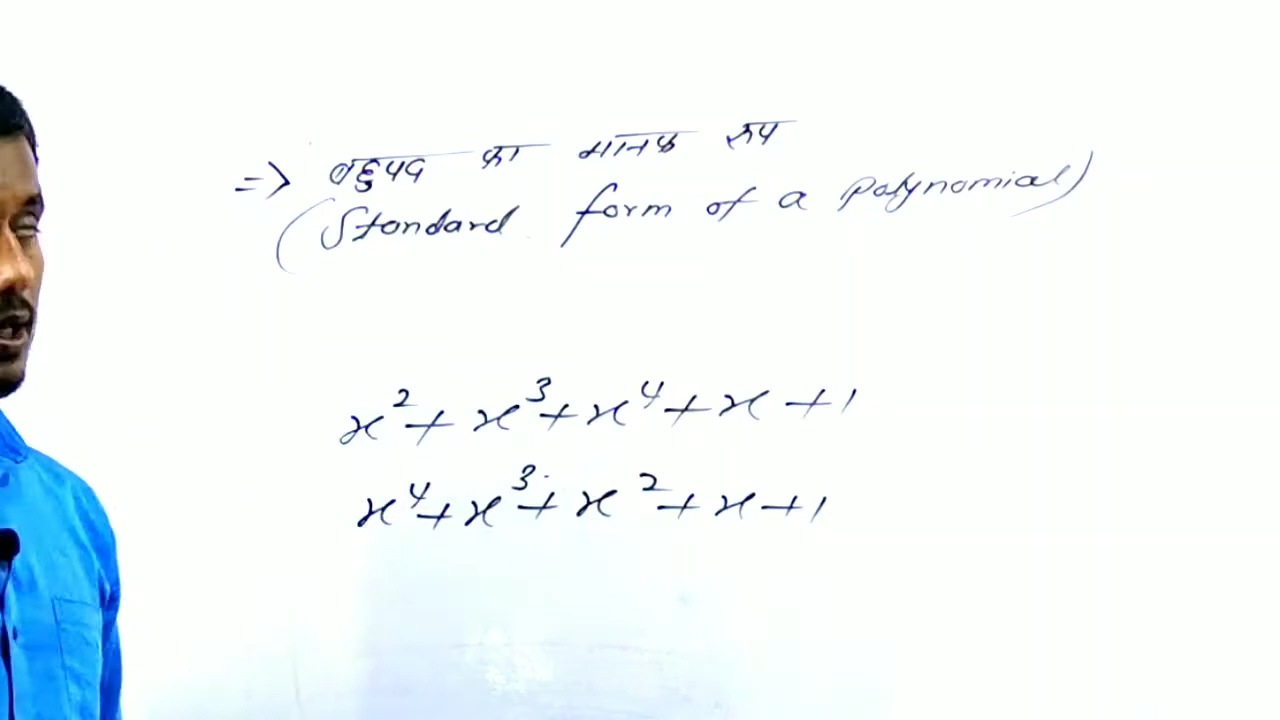 => बहुपद का मानक रूप
(Standard form of a polynomial)
x² + x³ + x⁴ + x + 1
x⁴ + x³ + x² + x + 1